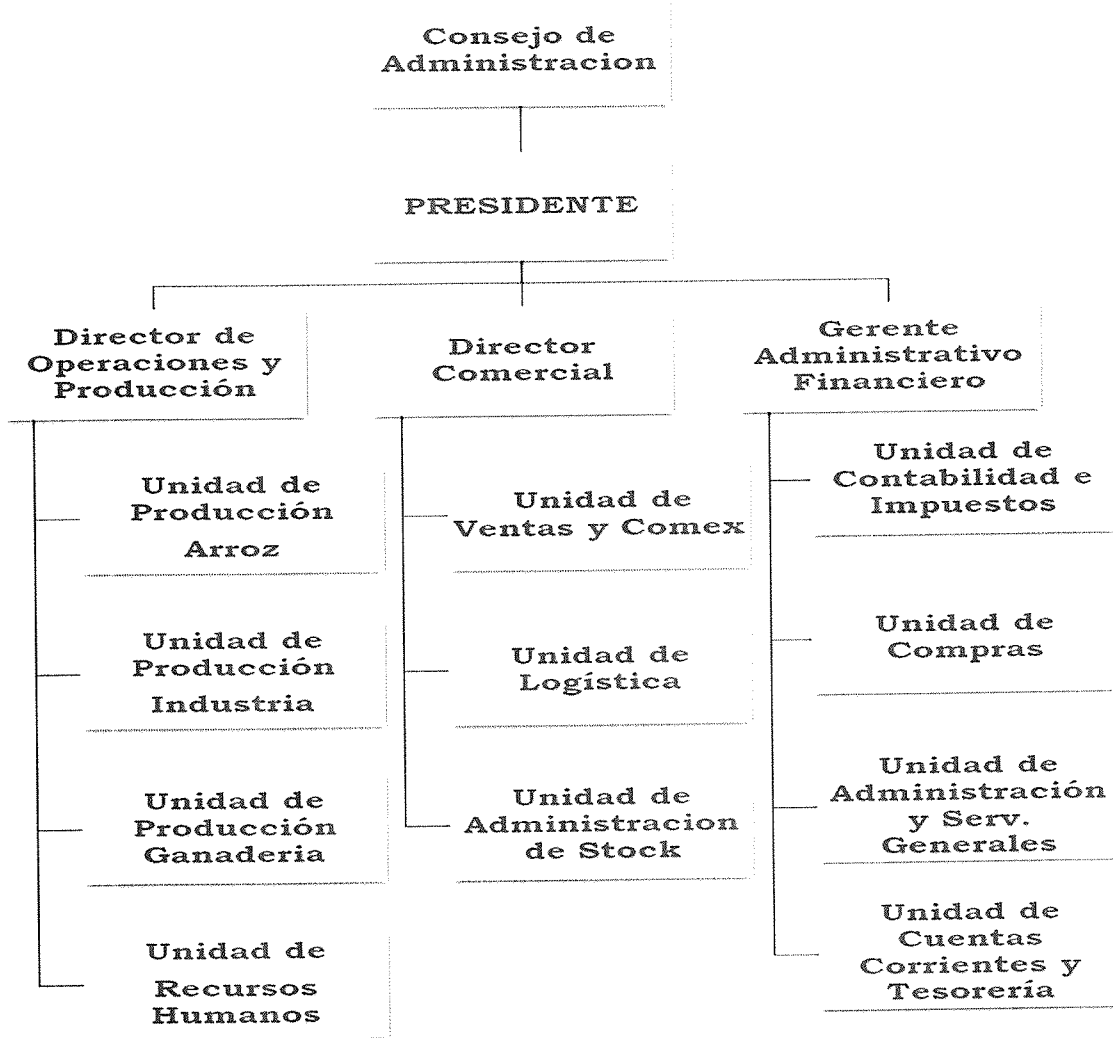 Consejo de
Administracion
PRESIDENTE
Director de
Operaciones y
Producción
Director
Comercial
Gerente
Administrativo
Financiero
Unidad de
Producción
Arroz
Unidad de
Producción
Industria
Unidad de
Producción
Ganaderia
Unidad de
Recursos
Humanos
Unidad de
Ventas y Comex
Unidad de
Logística
Unidad de
Administracion
de Stock
Unidad de
Contabilidad e
Impuestos
Unidad de
Compras
Unidad de
Administración
y Serv.
Generales
Unidad de
Cuentas
Corrientes y
Tesorería